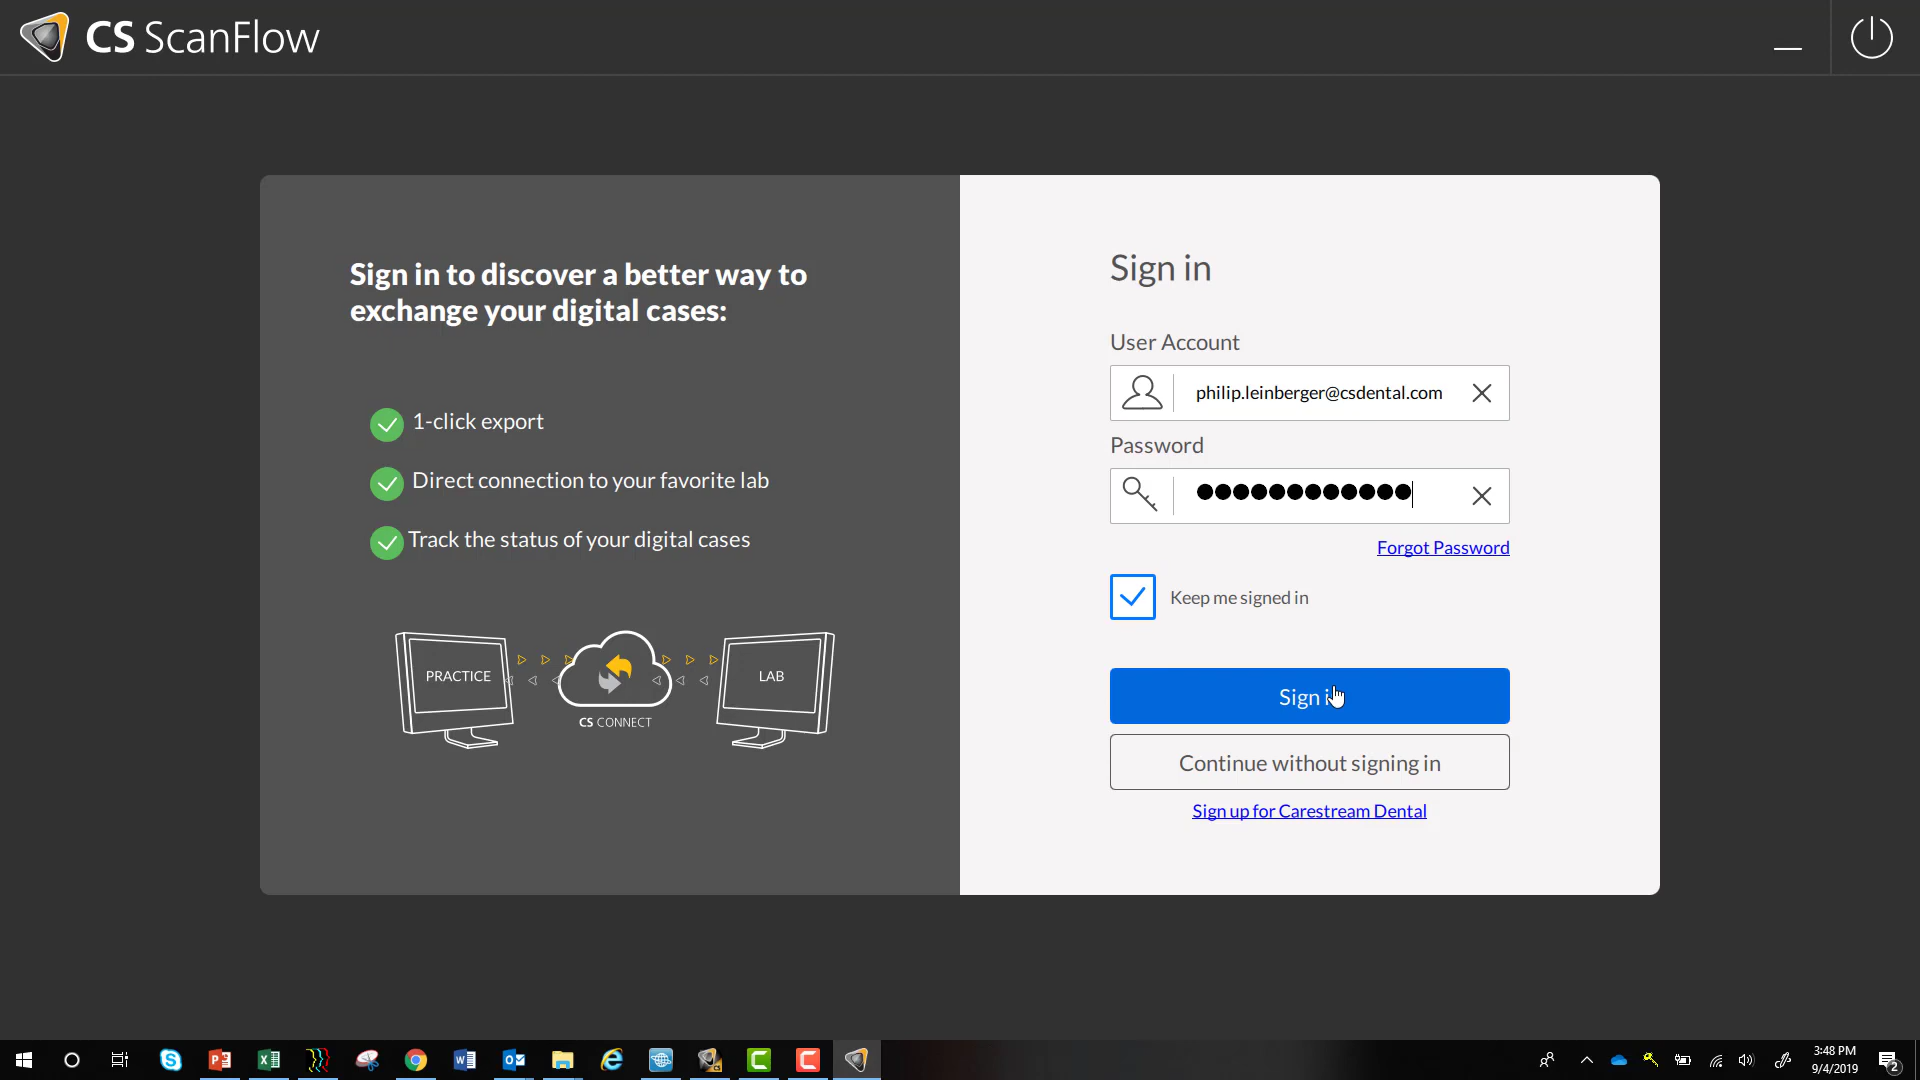 CS ScanFlow
Sign in to discover a better way to
exchange your digital cases:
1-click export
Direct connection to your favorite lab
Track the status of your digital cases
PRACTICE
LAB
CS CONNECT
Sign in
User Account
philip.leinberger@csdental.com
Password
Forgot Password
Keep me signed in
Sign in
Continue without signing in
Sign up for Carestream Dental
3:48 PM
9/4/2019
2